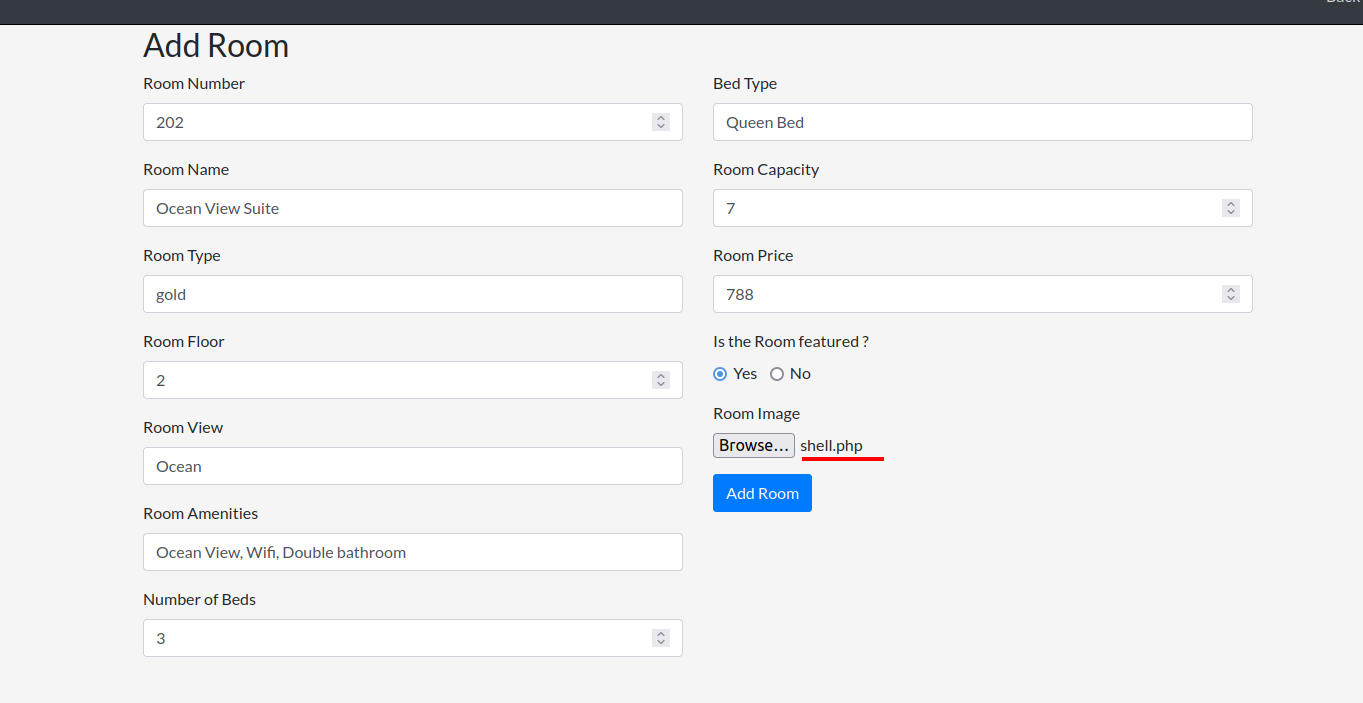 Add Room
Room Number
202
Room Name
Ocean View Suite
Room Type
gold
Room Floor
2
Room View
Ocean
Room Amenities
Ocean View, Wifi, Double bathroom
Number of Beds
3
Bed Type
Queen Bed
Room Capacity
7
Room Price
788
Is the Room featured ?
Yes No
Room Image
Browse... shell.php
Add Room